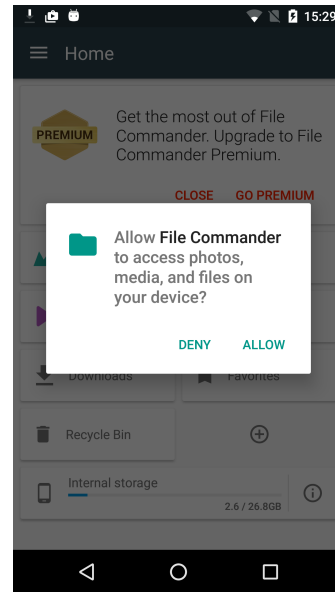 15:29
Home
PREMIUM
Get the most out of File
Commander. Upgrade to File
Commander Premium.
CLOSE GO PREMIUM
Allow File Commander
to access photos,
media, and files on
your device?
DENY ALLOW
Downloads Favorites
Recycle Bin
Internal storage
2.6 / 26.8GB